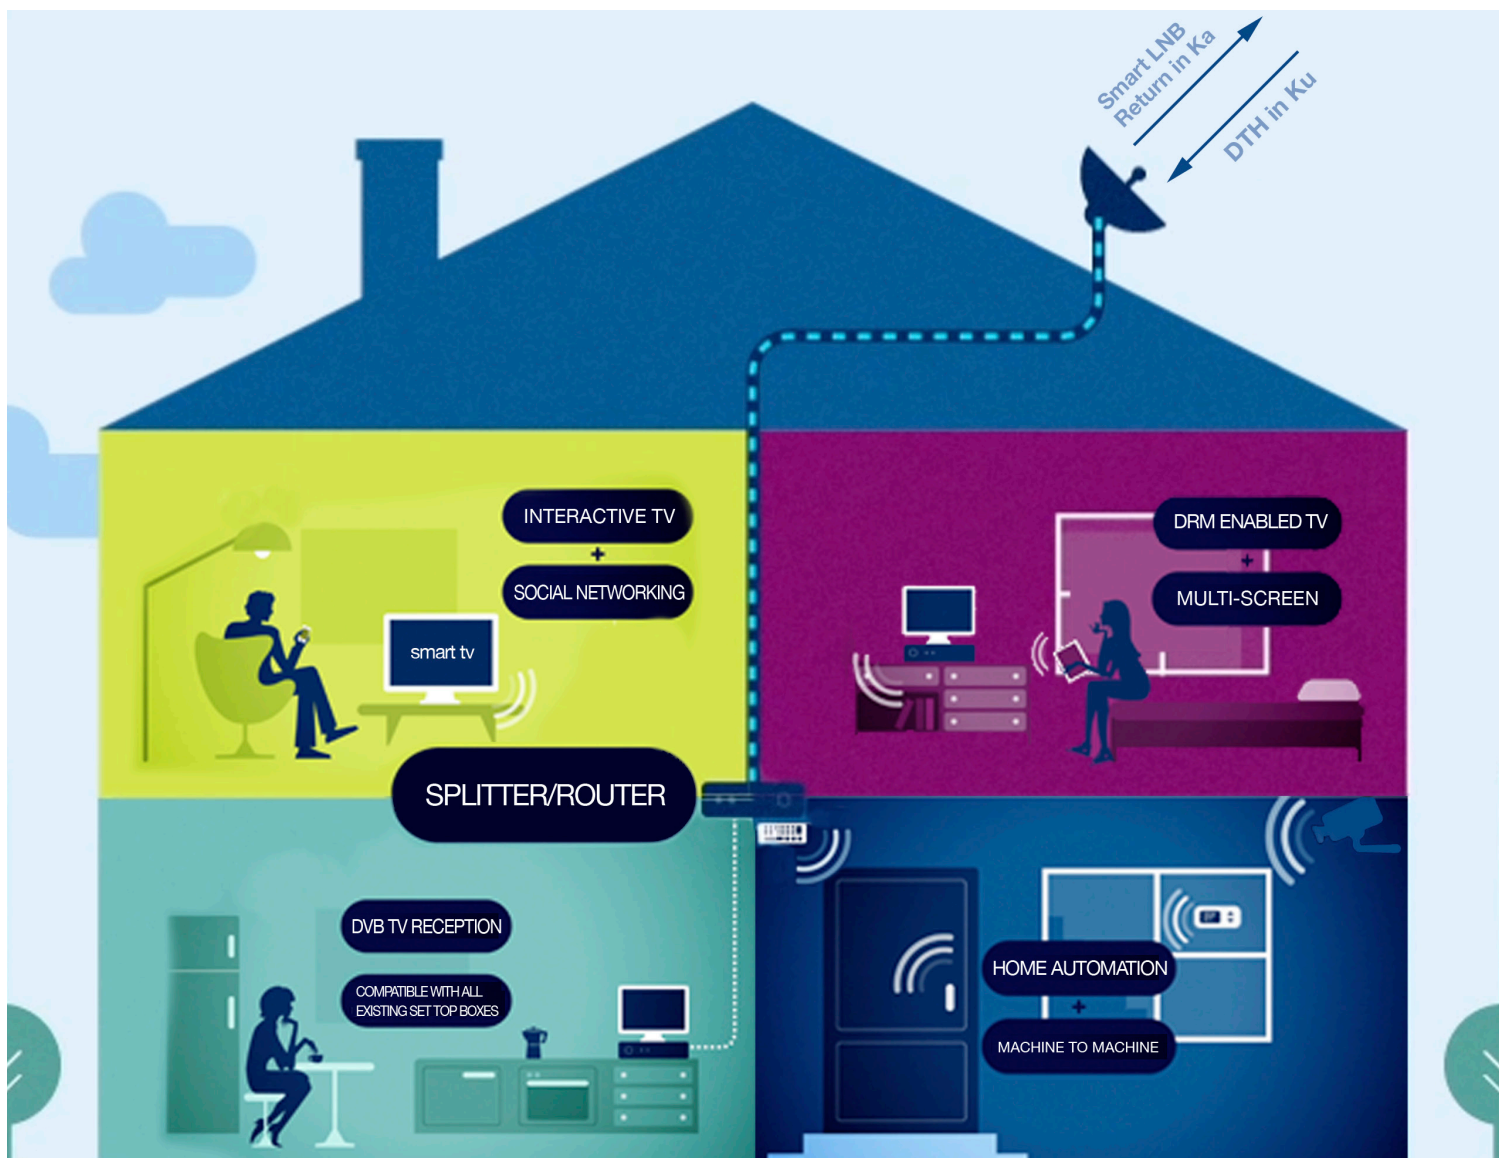 Smart LNB
Return in Ka
DTH in Ku
INTERACTIVE TV
+
SOCIAL NETWORKING
smart tv
DRM ENABLED TV
+
MULTI-SCREEN
SPLITTER/ROUTER
DVB TV RECEPTION
COMPATIBLE WITH ALL
EXISTING SET TOP BOXES
HOME AUTOMATION
+
MACHINE TO MACHINE